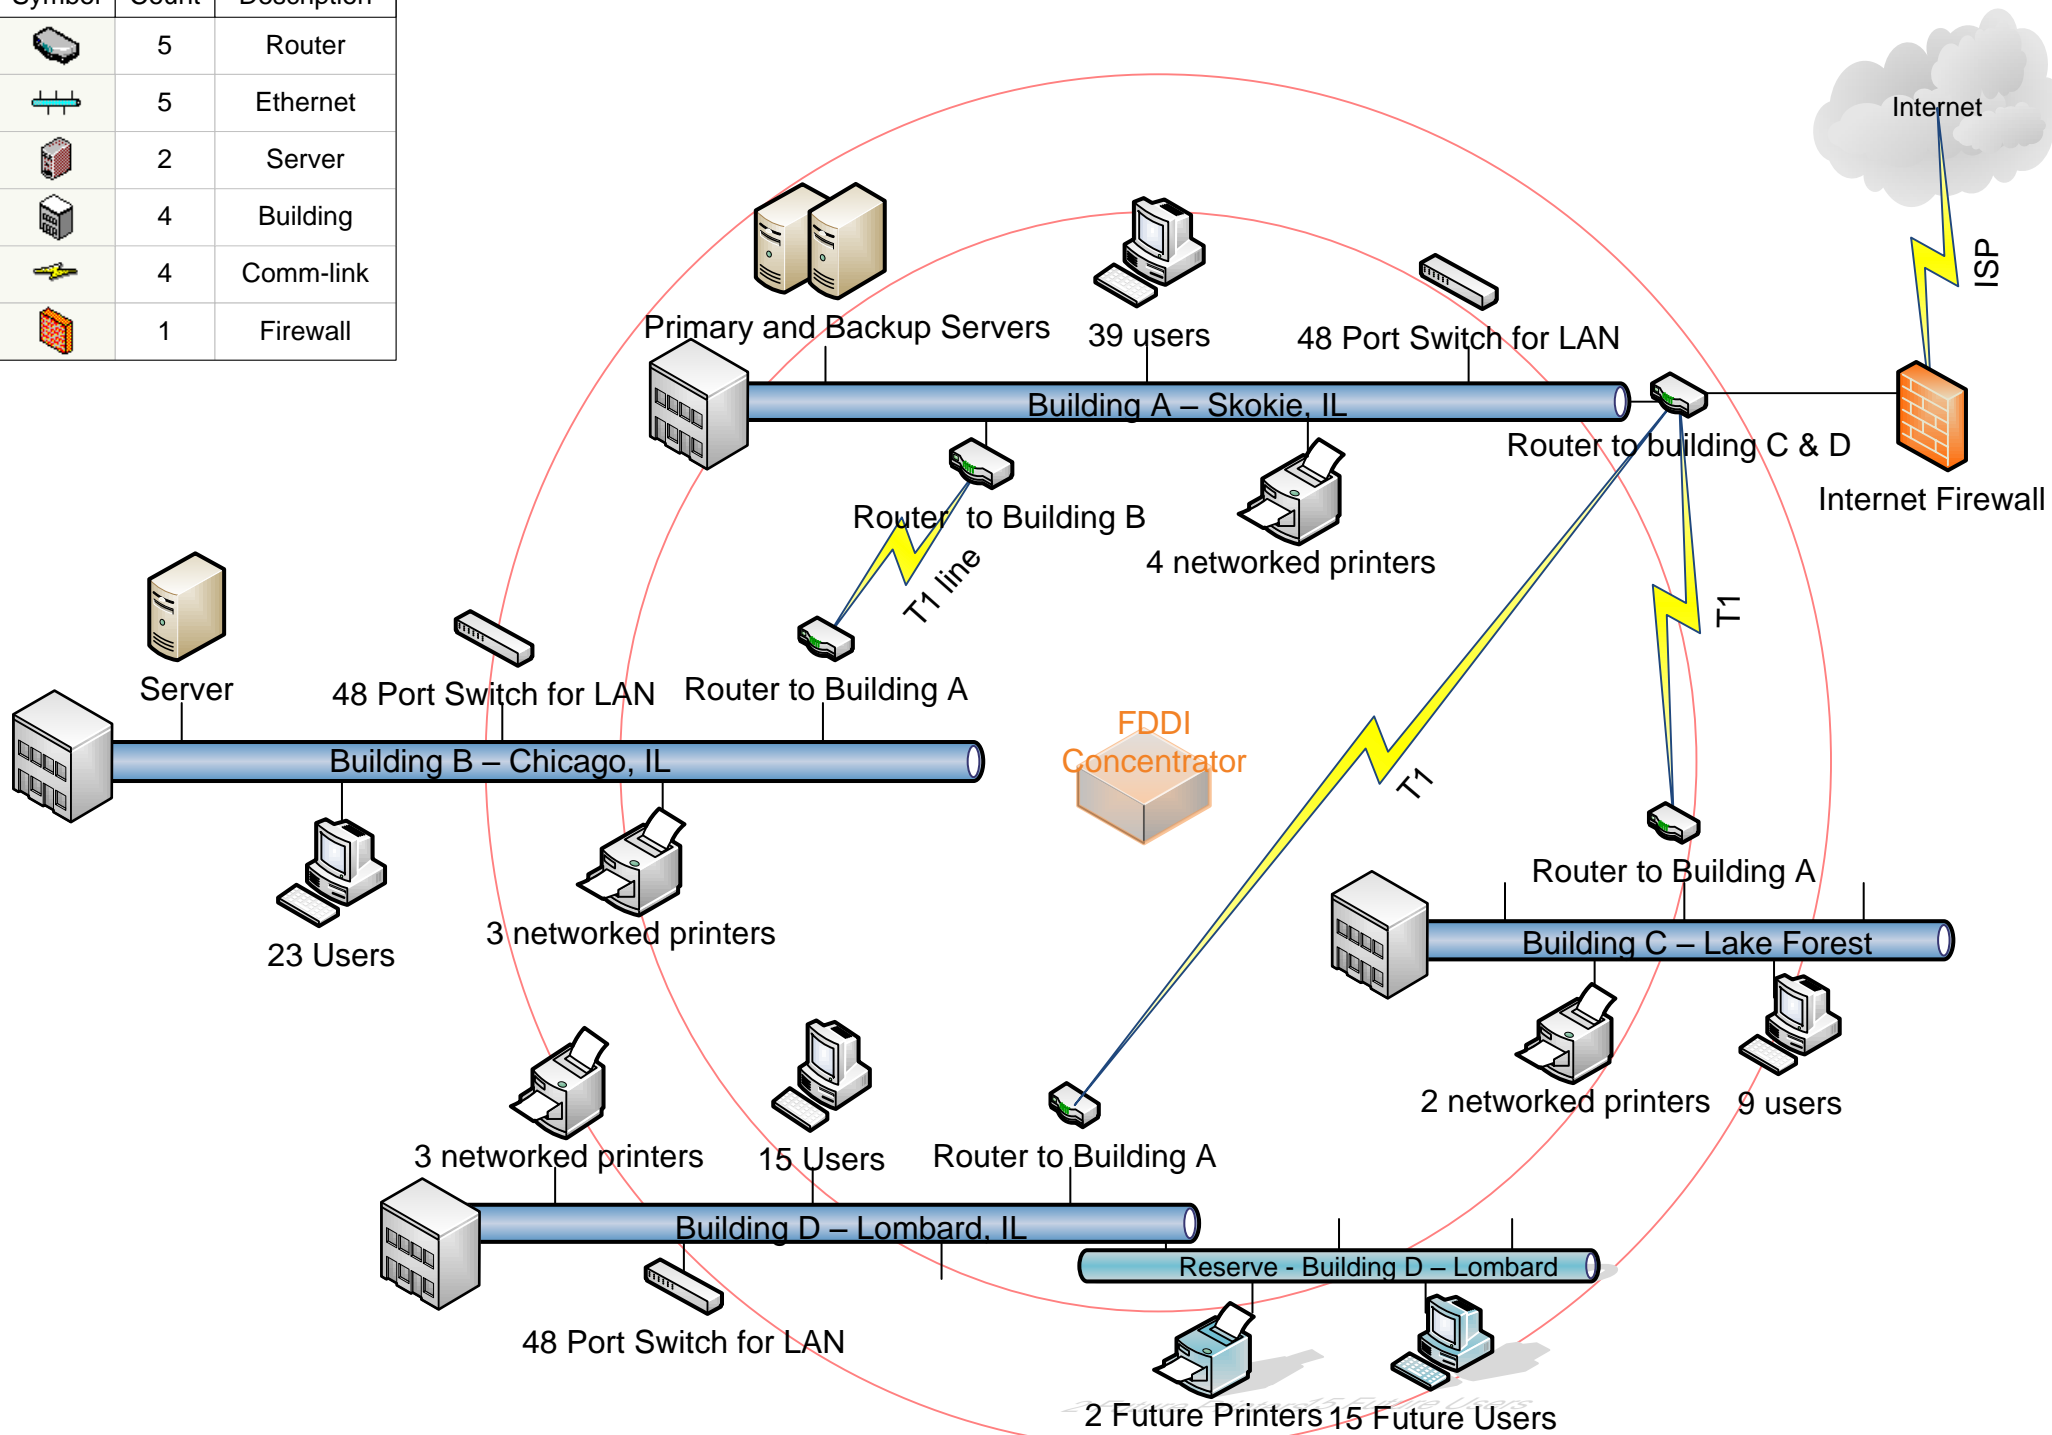 Symbol Count Description
5 Router
5 Ethernet
2 Server
4 Building
4 Comm-link
1 Firewall
Internet
ISP
Primary and Backup Servers
39 users
48 Port Switch for LAN
Building A – Skokie, IL
Router to building C & D
Internet Firewall
Router to Building B
4 networked printers
T1 line
T1
T1
Server
48 Port Switch for LAN
Router to Building A
Building B – Chicago, IL
23 Users
3 networked printers
FDDI
Concentrator
Router to Building A
Building C – Lake Forest
2 networked printers
9 users
3 networked printers
15 Users
Router to Building A
Building D – Lombard, IL
48 Port Switch for LAN
Reserve - Building D – Lombard
2 Future Printers
15 Future Users